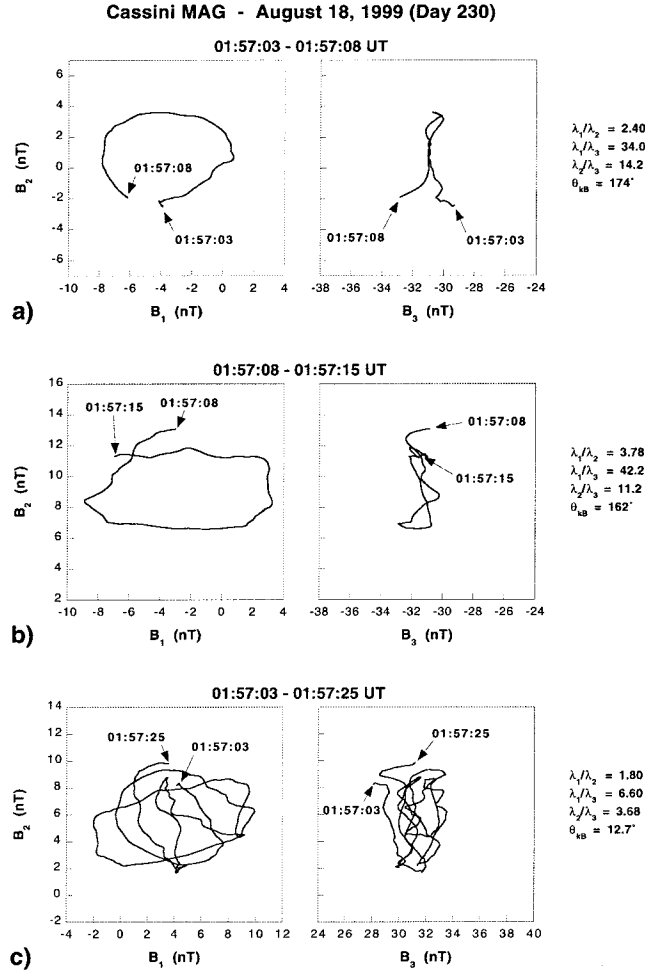 Cassini MAG - August 18, 1999 (Day 230)
01:57:03 - 01:57:08 UT
6
4
2
0
-2
-4
-6
B2 (nT)
01:57:08
01:57:03
-10 -8 -6 -4 -2 0 2 4
B1 (nT)
01:57:08
01:57:03
-38 -36 -34 -32 -30 -28 -26 -24
B3 (nT)
λ1/λ2 = 2.40
λ1/λ3 = 34.0
λ2/λ3 = 14.2
θkB = 174°
a)
01:57:08 - 01:57:15 UT
16
14
12
10
8
6
4
2
B2 (nT)
01:57:15
01:57:08
-10 -8 -6 -4 -2 0 2 4
B1 (nT)
01:57:08
01:57:15
-38 -36 -34 -32 -30 -28 -26 -24
B3 (nT)
λ1/λ2 = 3.78
λ1/λ3 = 42.2
λ2/λ3 = 11.2
θkB = 162°
b)
01:57:03 - 01:57:25 UT
14
12
10
8
6
4
2
0
-2
B2 (nT)
01:57:25
01:57:03
-4 -2 0 2 4 6 8 10 12
B1 (nT)
01:57:25
01:57:03
24 26 28 30 32 34 36 38 40
B3 (nT)
λ1/λ2 = 1.80
λ1/λ3 = 6.60
λ2/λ3 = 3.68
θkB = 12.7°
c)